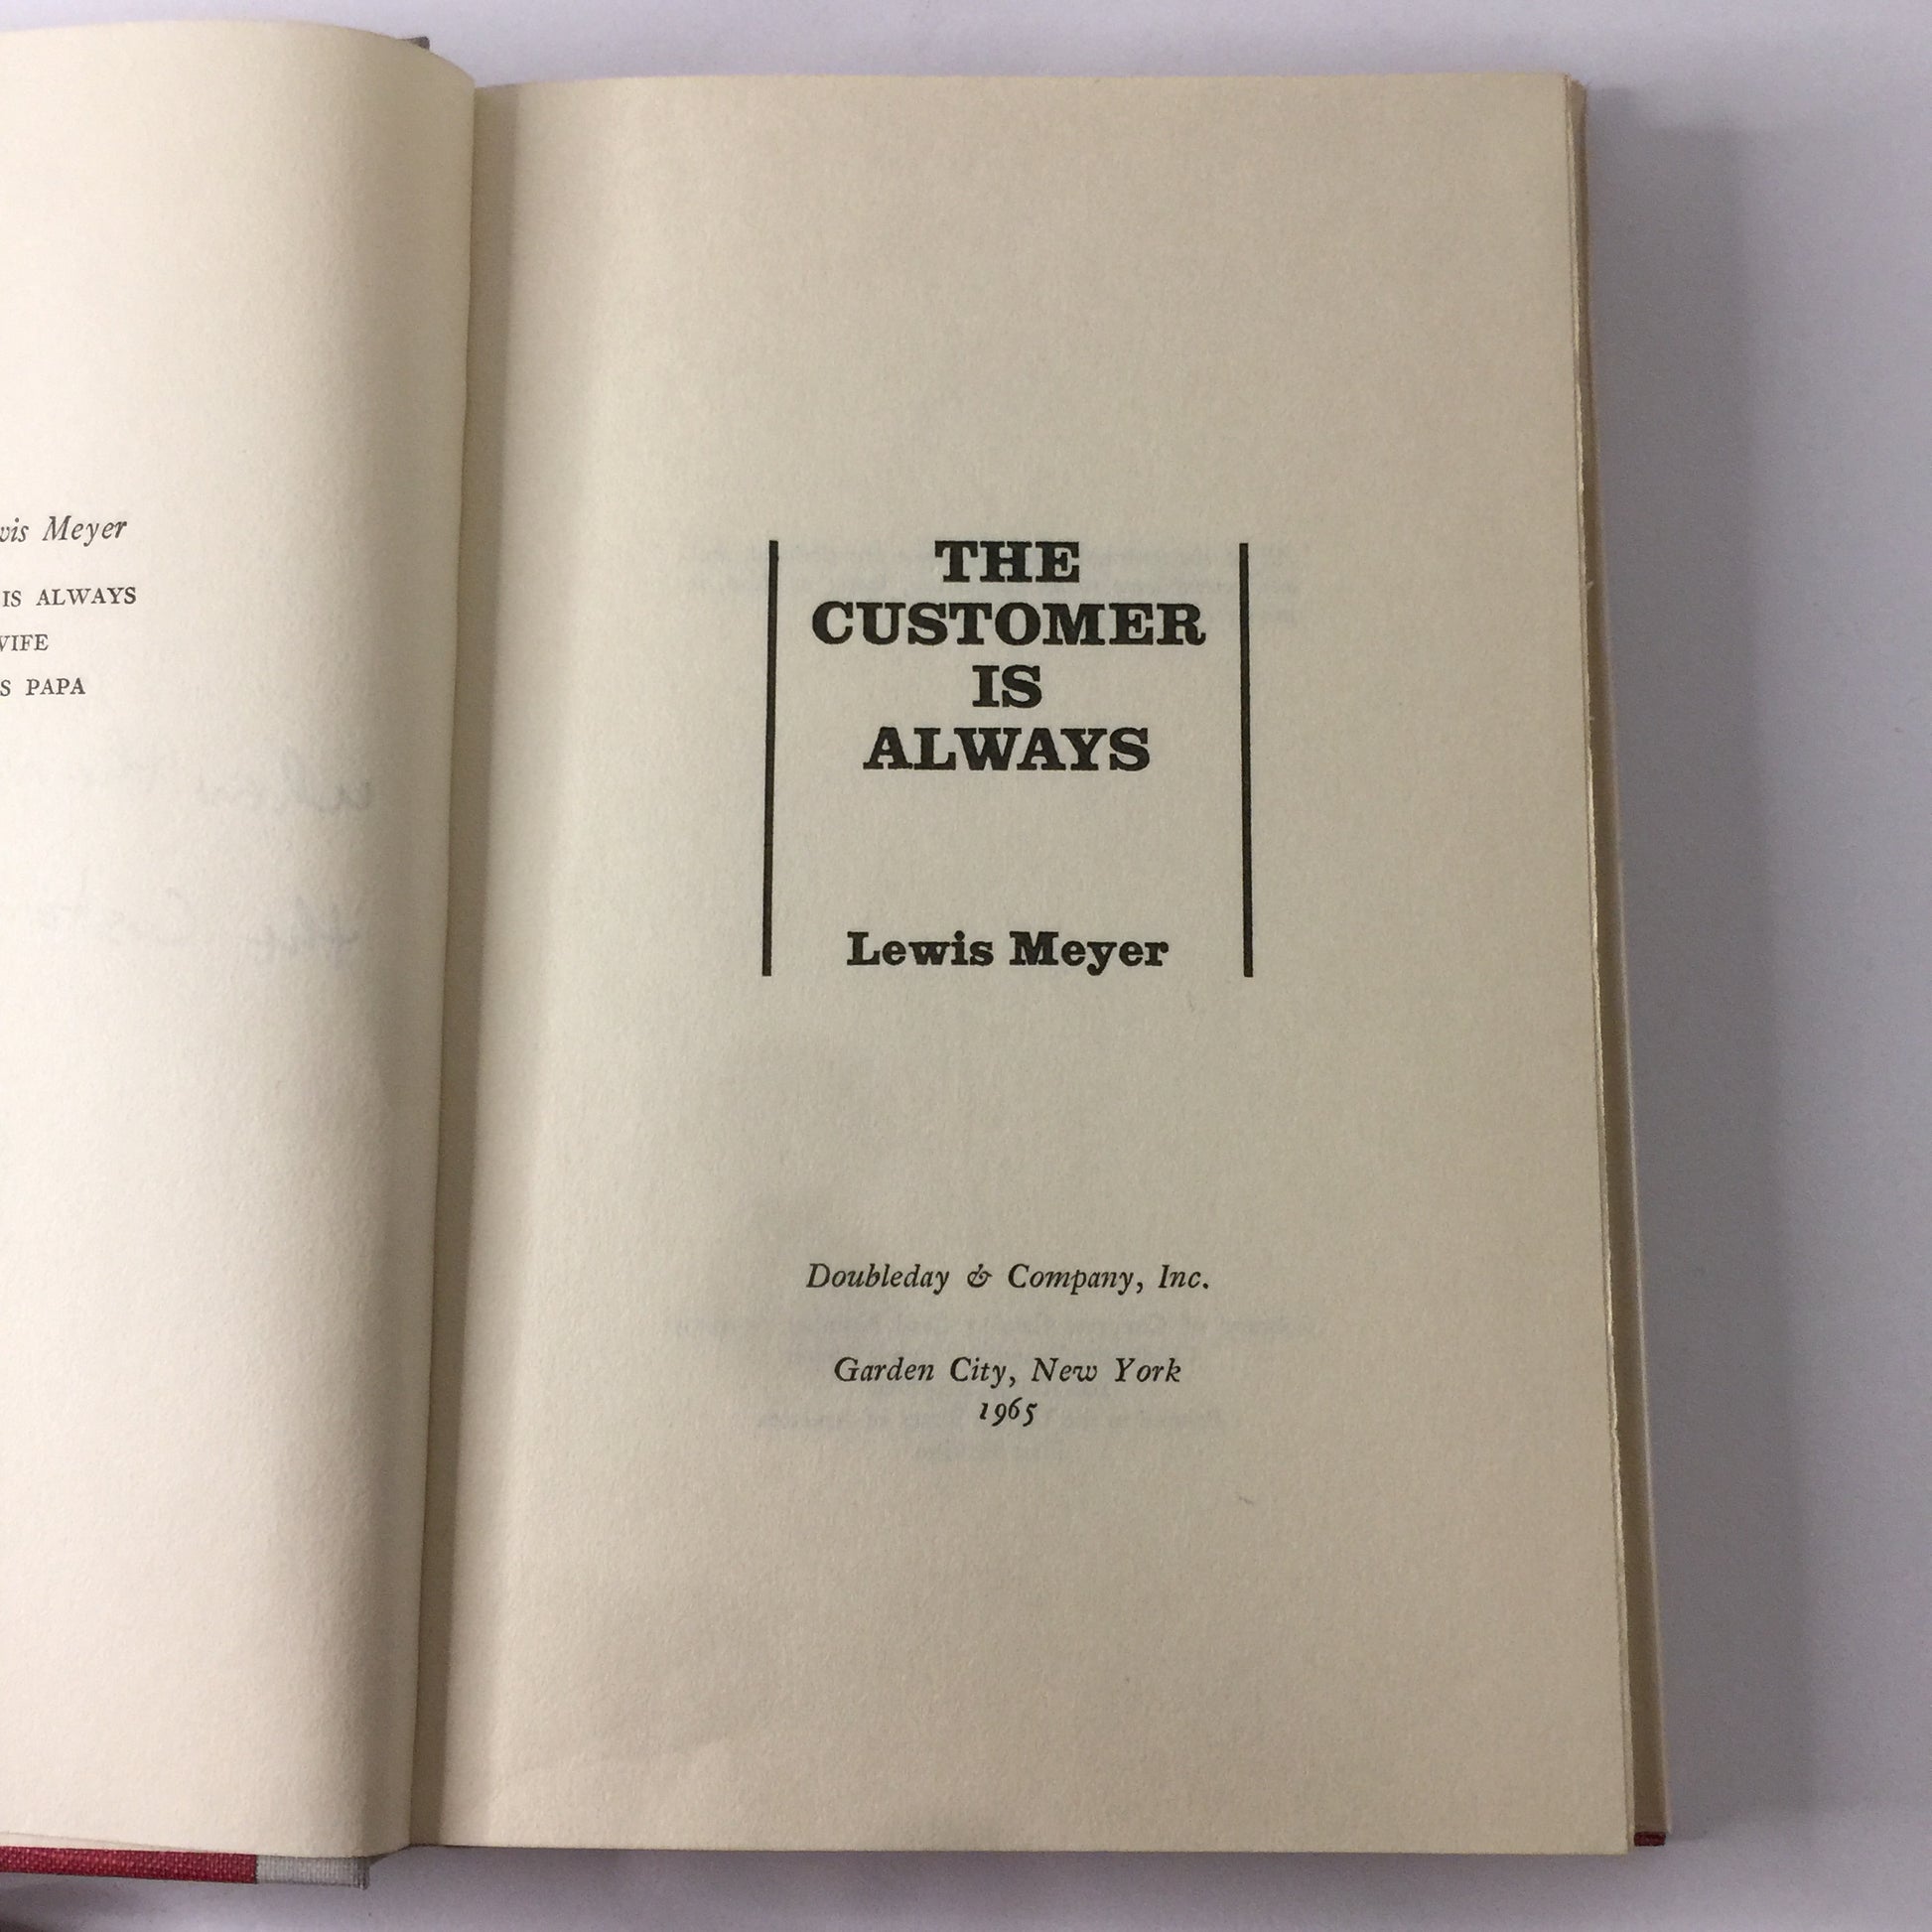 wis Meyer
IS ALWAYS
WIFE
S PAPA
THE
CUSTOMER
IS
ALWAYS
Lewis Meyer
Doubleday & Company, Inc.
Garden City, New York
1965